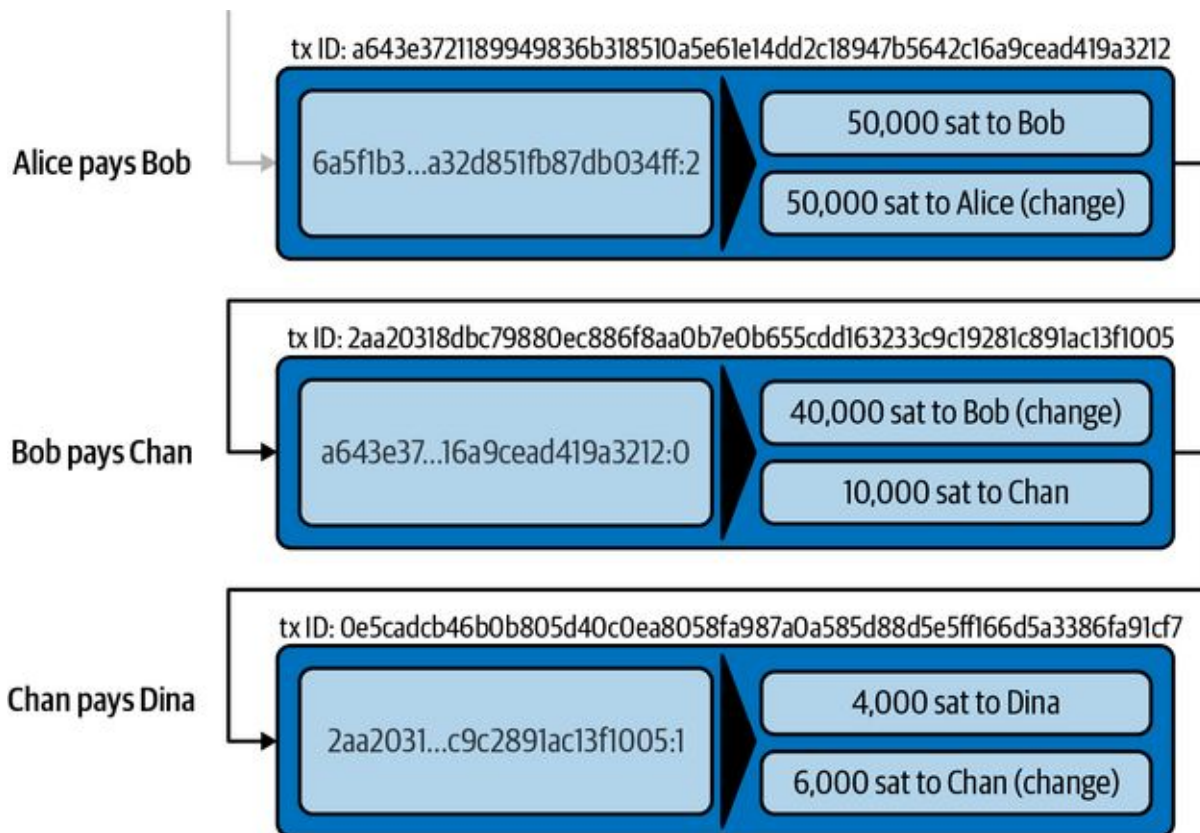 tx ID: a643e3721189949836b318510a5e61e14dd2c18947b5642c16a9cead419a3212
Alice pays Bob
6a5f1b3...a32d851fb87db034ff:2
50,000 sat to Bob
50,000 sat to Alice (change)
tx ID: 2aa20318dbc79880ec886f8aa0b7e0b655cdd163233c9c19281c891ac13f1005
Bob pays Chan
a643e37...16a9cead419a3212:0
40,000 sat to Bob (change)
10,000 sat to Chan
tx ID: 0e5cadcb46b0b805d40c0ea8058fa987a0a585d88d5e5ff166d5a3386fa91cf7
Chan pays Dina
2aa2031...c9c2891ac13f1005:1
4,000 sat to Dina
6,000 sat to Chan (change)